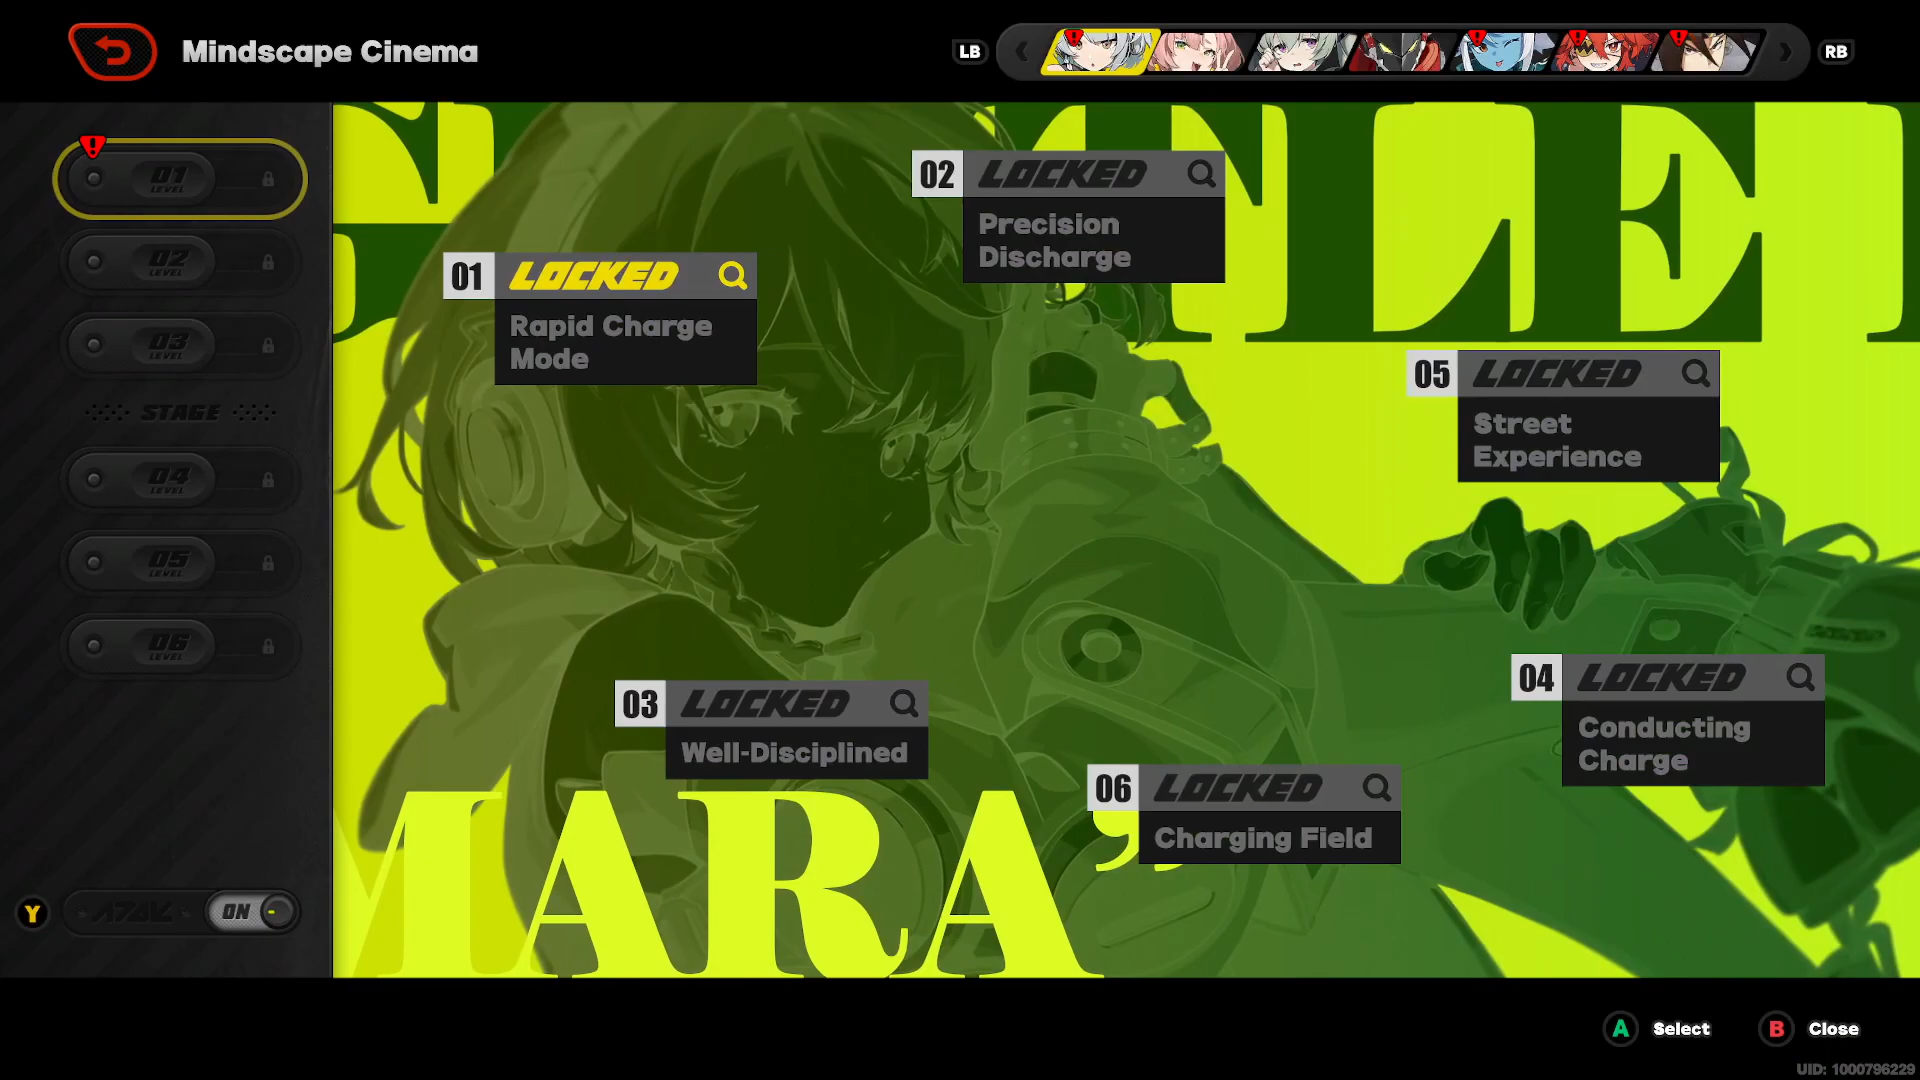 Mindscape Cinema
LB
RB
01
LEVEL
02
LEVEL
03
LEVEL
STAGE
04
LEVEL
05
LEVEL
06
LEVEL
Y
ON
02 LOCKED
Precision
Discharge
01 LOCKED
Rapid Charge
Mode
05 LOCKED
Street
Experience
03 LOCKED
Well-Disciplined
04 LOCKED
Conducting
Charge
06 LOCKED
Charging Field
MARA’
A Select
B Close
UID: 1000796229